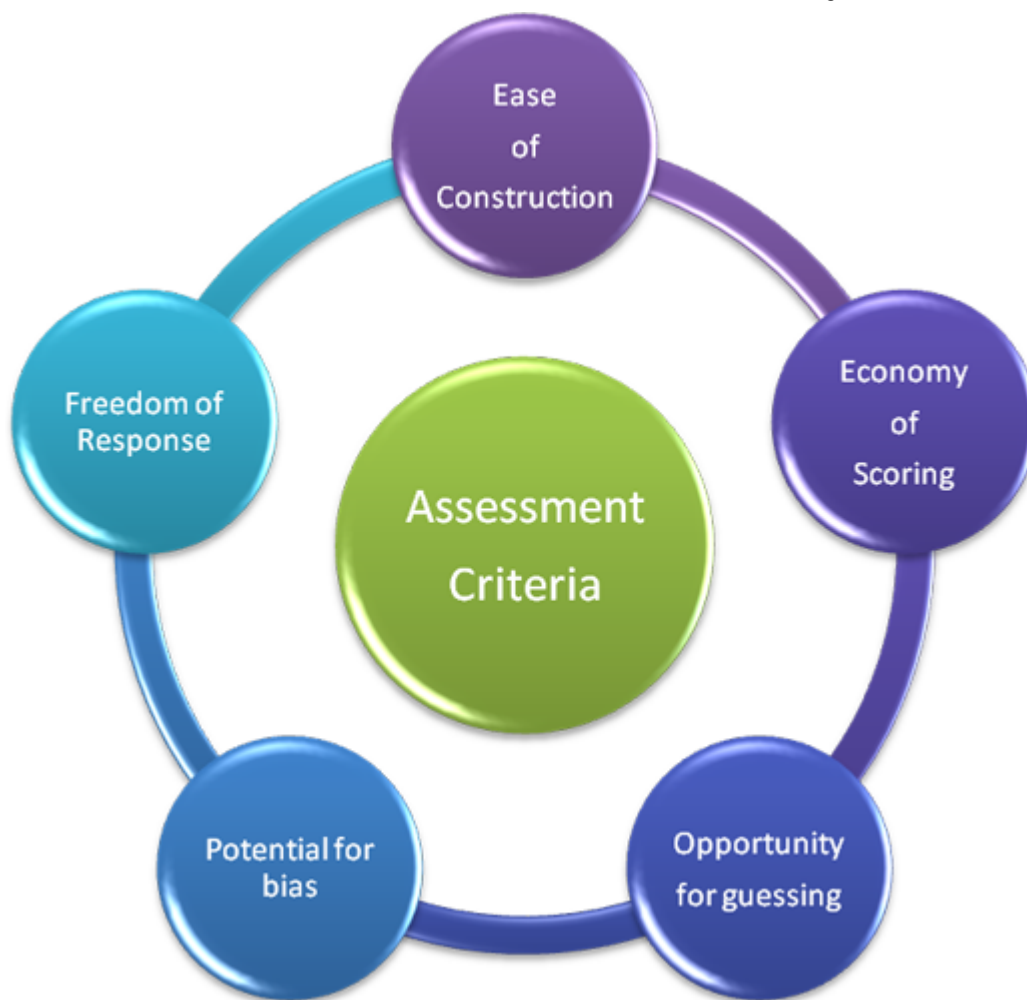 Ease
of
Construction
Economy
of
Scoring
Opportunity
for guessing
Potential for
bias
Freedom of
Response
Assessment
Criteria